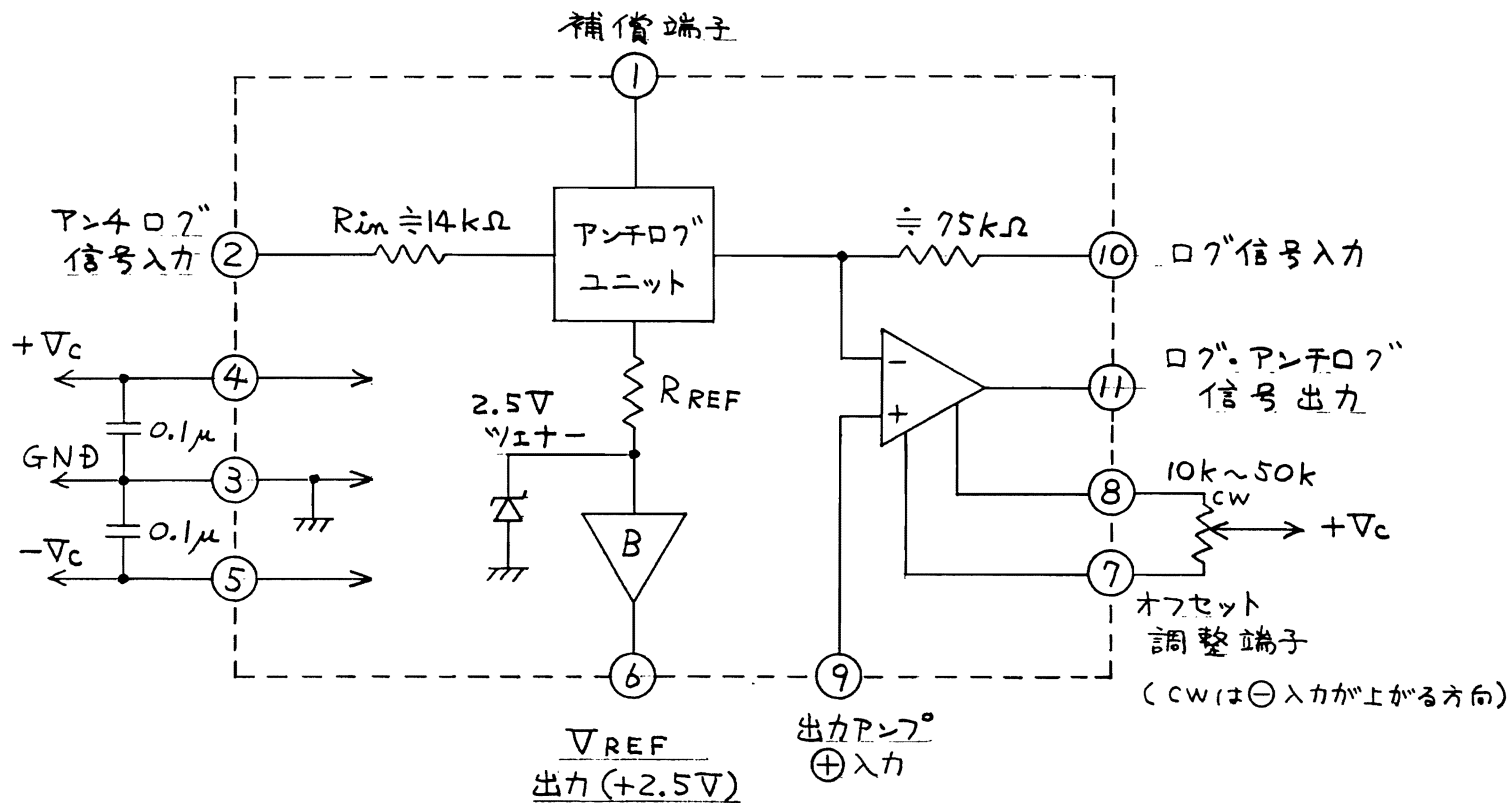 補償端子
①
アンチログ
信号入力
②
Rin≒14kΩ
アンチログ
ユニット
≒75kΩ
⑩
ログ信号入力
+Vc
④
0.1μ
GND
③
0.1μ
-Vc
⑤
RREF
2.5V
ツェナー
B
-
+
ログ・アンチログ
信号出力
⑪
10k~50k
CW
⑧
+Vc
⑦
オフセット
調整端子
(CWは⊖入力が上がる方向)
⑥
VREF
出力(+2.5V)
⑨
出力アンプ
⊕入力